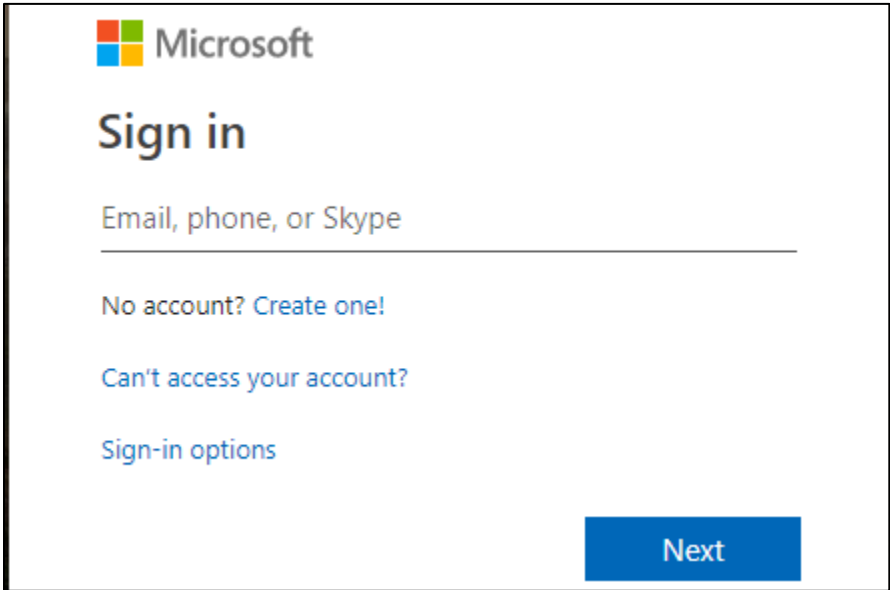 Microsoft
Sign in
Email, phone, or Skype
No account? Create one!
Can't access your account?
Sign-in options
Next